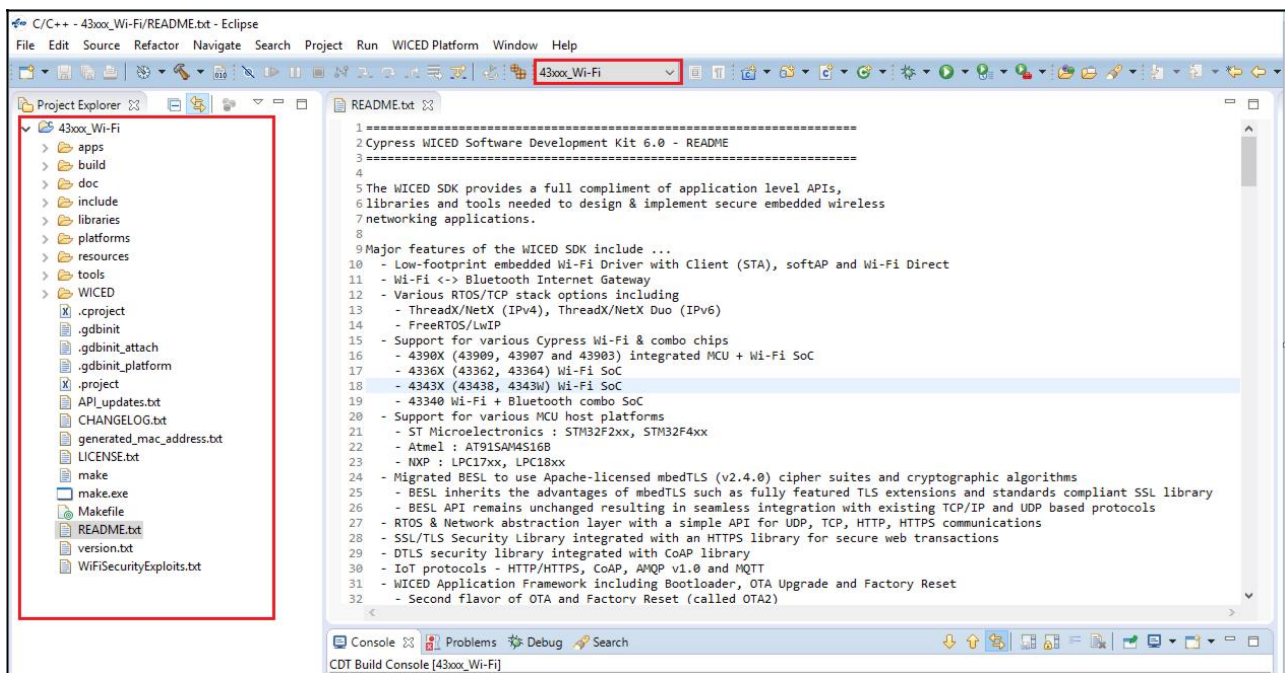 C/C++ - 43xxx_Wi-Fi/README.txt - Eclipse
File Edit Source Refactor Navigate Search Project Run WICED Platform Window Help
43xxx_Wi-Fi
Project Explorer
43xxx_Wi-Fi
apps
build
doc
include
libraries
platforms
resources
tools
WICED
.cproject
.gdbinit
.gdbinit_attach
.gdbinit_platform
.project
API_updates.txt
CHANGELOG.txt
generated_mac_address.txt
LICENSE.txt
make
make.exe
Makefile
README.txt
version.txt
WiFiSecurityExploits.txt
README.txt
1 =====================================================================
2 Cypress WICED Software Development Kit 6.0 - README
3 =====================================================================
4
5 The WICED SDK provides a full compliment of application level APIs,
6 libraries and tools needed to design & implement secure embedded wireless
7 networking applications.
8
9 Major features of the WICED SDK include ...
10 - Low-footprint embedded Wi-Fi Driver with Client (STA), softAP and Wi-Fi Direct
11 - Wi-Fi <-> Bluetooth Internet Gateway
12 - Various RTOS/TCP stack options including
13 - ThreadX/NetX (IPv4), ThreadX/NetX Duo (IPv6)
14 - FreeRTOS/LwIP
15 - Support for various Cypress Wi-Fi & combo chips
16 - 4390X (43909, 43907 and 43903) integrated MCU + Wi-Fi SoC
17 - 4336X (43362, 43364) Wi-Fi SoC
18 - 4343X (43438, 4343W) Wi-Fi SoC
19 - 43340 Wi-Fi + Bluetooth combo SoC
20 - Support for various MCU host platforms
21 - ST Microelectronics : STM32F2xx, STM32F4xx
22 - Atmel : AT91SAM4S16B
23 - NXP : LPC17xx, LPC18xx
24 - Migrated BESL to use Apache-licensed mbedTLS (v2.4.0) cipher suites and cryptographic algorithms
25 - BESL inherits the advantages of mbedTLS such as fully featured TLS extensions and standards compliant SSL library
26 - BESL API remains unchanged resulting in seamless integration with existing TCP/IP and UDP based protocols
27 - RTOS & Network abstraction layer with a simple API for UDP, TCP, HTTP, HTTPS communications
28 - SSL/TLS Security Library integrated with an HTTPS library for secure web transactions
29 - DTLS security library integrated with CoAP library
30 - IoT protocols - HTTP/HTTPS, CoAP, AMQP v1.0 and MQTT
31 - WICED Application Framework including Bootloader, OTA Upgrade and Factory Reset
32 - Second flavor of OTA and Factory Reset (called OTA2)
Console Problems Debug Search
CDT Build Console [43xxx_Wi-Fi]